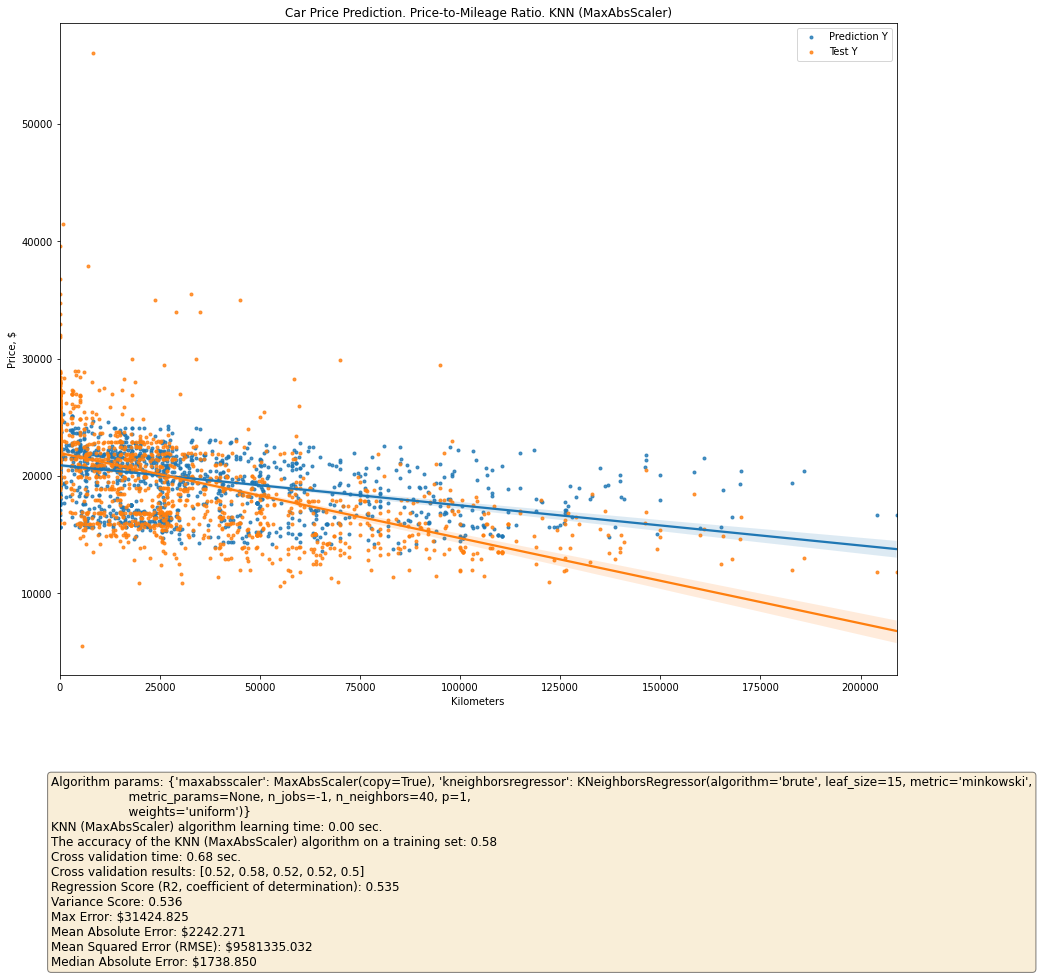 Car Price Prediction. Price-to-Mileage Ratio. KNN (MaxAbsScaler)
Prediction Y
Test Y
Price, $
50000
40000
30000
20000
10000
0 25000 50000 75000 100000 125000 150000 175000 200000
Kilometers
Algorithm params: {'maxabsscaler': MaxAbsScaler(copy=True), 'kneighborsregressor': KNeighborsRegressor(algorithm='brute', leaf_size=15, metric='minkowski',
metric_params=None, n_jobs=-1, n_neighbors=40, p=1,
weights='uniform')}
KNN (MaxAbsScaler) algorithm learning time: 0.00 sec.
The accuracy of the KNN (MaxAbsScaler) algorithm on a training set: 0.58
Cross validation time: 0.68 sec.
Cross validation results: [0.52, 0.58, 0.52, 0.52, 0.5]
Regression Score (R2, coefficient of determination): 0.535
Variance Score: 0.536
Max Error: $31424.825
Mean Absolute Error: $2242.271
Mean Squared Error (RMSE): $9581335.032
Median Absolute Error: $1738.850